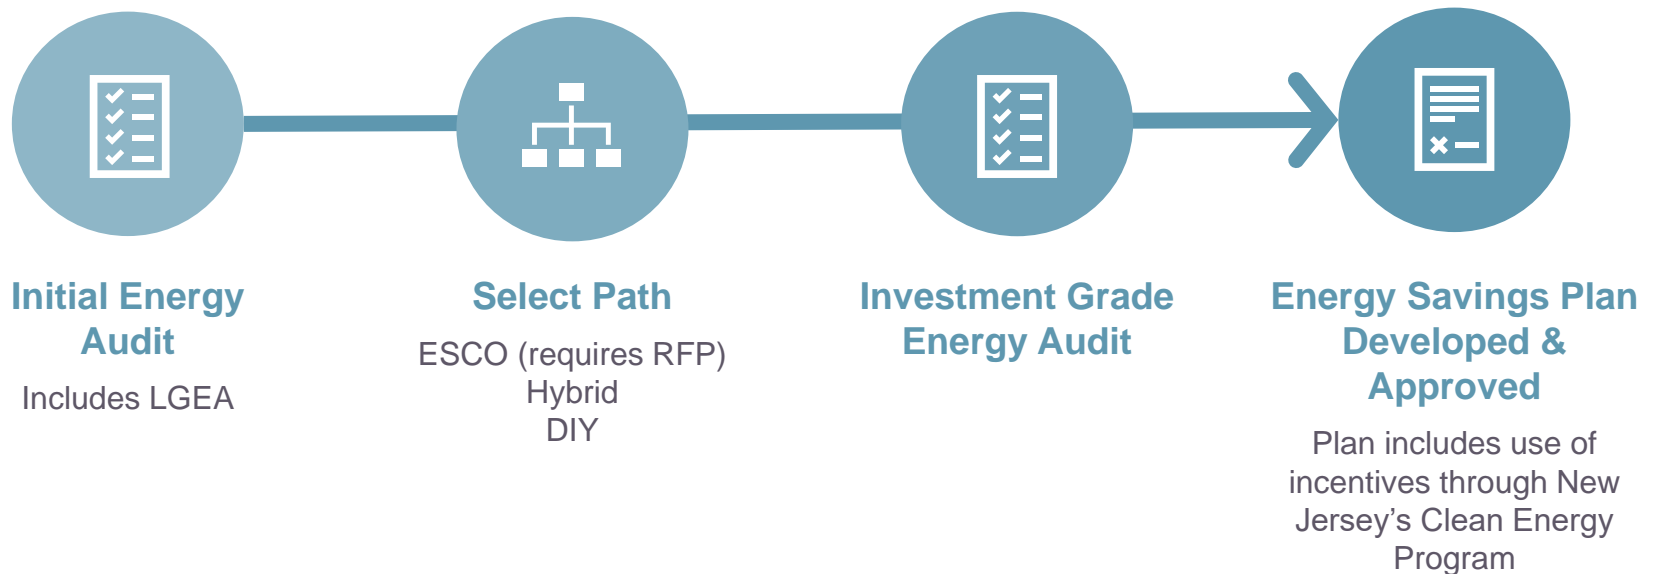 Initial Energy
Audit
Includes LGEA
Select Path
ESCO (requires RFP)
Hybrid
DIY
Investment Grade
Energy Audit
Energy Savings Plan
Developed &
Approved
Plan includes use of
incentives through New
Jersey’s Clean Energy
Program